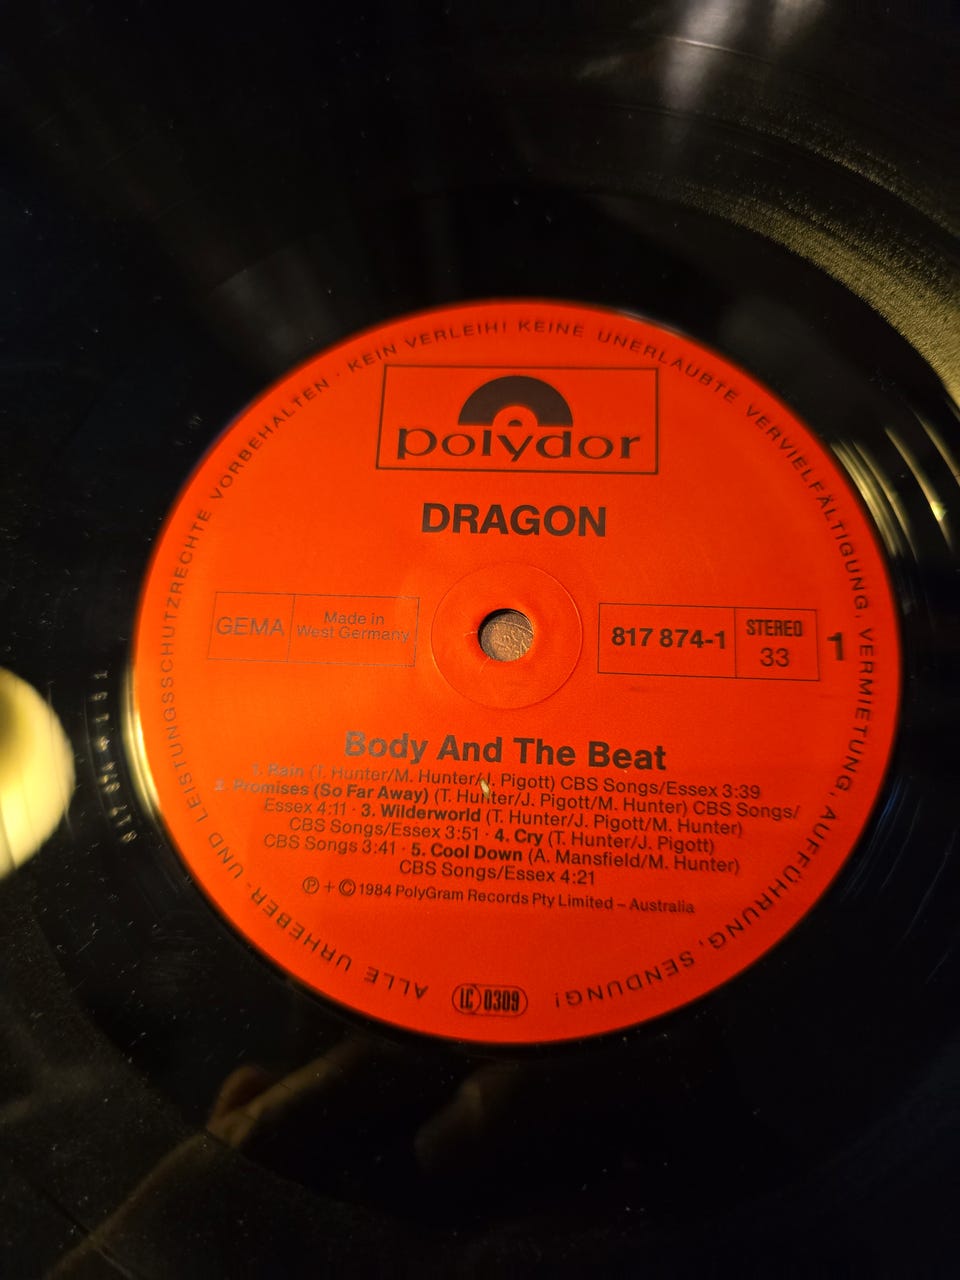 ALLE URHEBER- UND LEISTUNGSSCHUTZRECHTE VORBEHALTEN · KEIN VERLEIH! KEINE UNERLAUBTE VERVIELFÄLTIGUNG, VERMIETUNG, AUFFÜHRUNG, SENDUNG!
polydor
DRAGON
GEMA
Made in
West Germany
817 874-1
STEREO
33
1
Body And The Beat
1. Rain (T. Hunter/M. Hunter/J. Pigott) CBS Songs/Essex 3:39
2. Promises (So Far Away) (T. Hunter/J. Pigott/M. Hunter) CBS Songs/
Essex 4:11 · 3. Wilderworld (T. Hunter/J. Pigott/M. Hunter)
CBS Songs/Essex 3:51 · 4. Cry (T. Hunter/J. Pigott)
CBS Songs 3:41 · 5. Cool Down (A. Mansfield/M. Hunter)
CBS Songs/Essex 4:21
℗ + © 1984 PolyGram Records Pty Limited – Australia
LC 0309